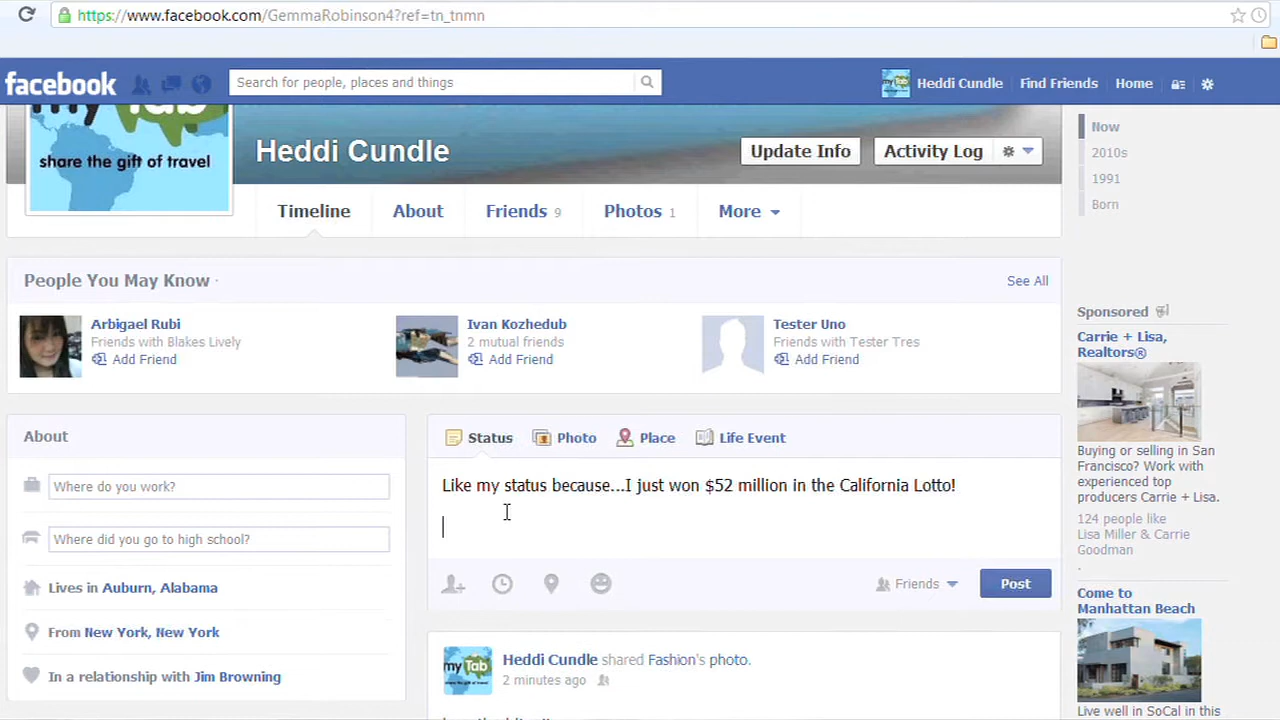 https://www.facebook.com/GemmaRobinson4?ref=tn_tnmn
facebook
Search for people, places and things
myTab
Heddi Cundle
Find Friends
Home
myTab
share the gift of travel
Heddi Cundle
Update Info
Activity Log
Now
2010s
1991
Born
Timeline
About
Friends 9
Photos 1
More
People You May Know ·
See All
Arbigael Rubi
Friends with Blakes Lively
Add Friend
Ivan Kozhedub
2 mutual friends
Add Friend
Tester Uno
Friends with Tester Tres
Add Friend
Sponsored
Carrie + Lisa,
Realtors®
Buying or selling in San
Francisco? Work with
experienced top
producers Carrie + Lisa.
124 people like
Lisa Miller & Carrie
Goodman
.
Come to
Manhattan Beach
Live well in SoCal in this
About
Where do you work?
Where did you go to high school?
Lives in Auburn, Alabama
From New York, New York
In a relationship with Jim Browning
Status
Photo
Place
Life Event
Like my status because...I just won $52 million in the California Lotto!
Friends
Post
myTab
Heddi Cundle shared Fashion's photo.
2 minutes ago